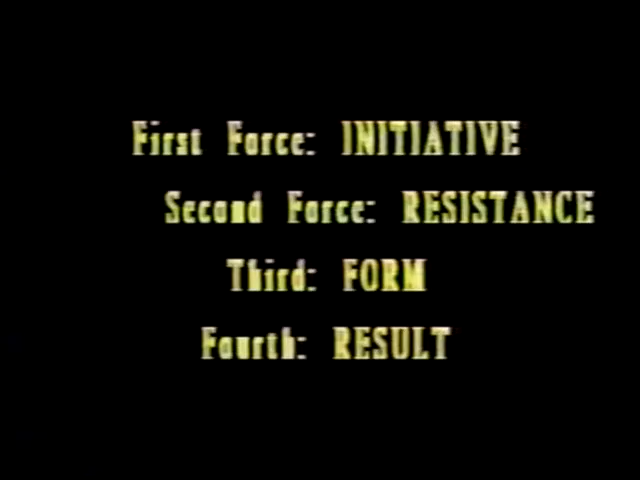 First Force: INITIATIVE
Second Force: RESISTANCE
Third: FORM
Fourth: RESULT